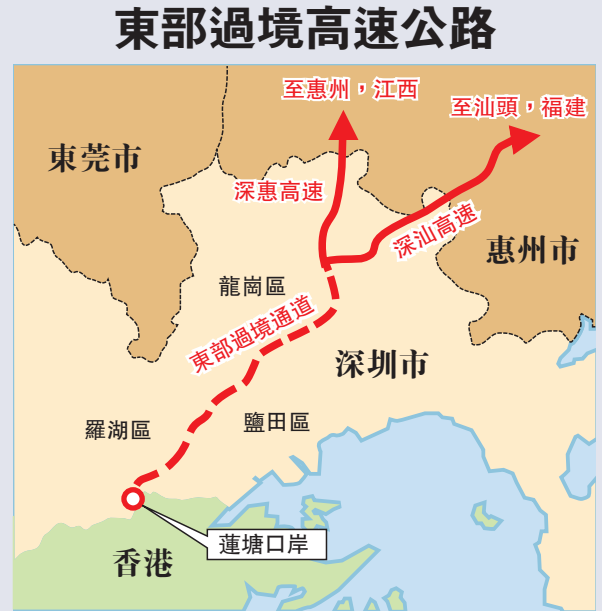 東部過境高速公路
至惠州，江西
至汕頭，福建
東莞市
深惠高速
深汕高速
惠州市
龍崗區
東部過境通道
深圳市
羅湖區
鹽田區
蓮塘口岸
香港